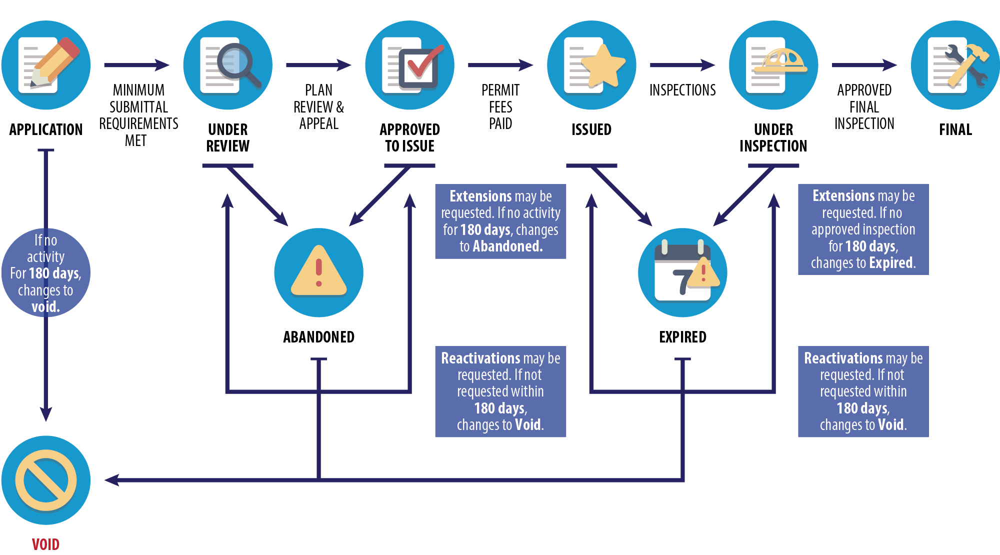 APPLICATION
MINIMUM
SUBMITTAL
REQUIREMENTS
MET
UNDER
REVIEW
PLAN
REVIEW &
APPEAL
APPROVED
TO ISSUE
PERMIT
FEES
PAID
ISSUED
INSPECTIONS
UNDER
INSPECTION
APPROVED
FINAL
INSPECTION
FINAL
If no
activity
For 180 days,
changes to
void.
Extensions may be
requested. If no activity
for 180 days, changes
to Abandoned.
Extensions may be
requested. If no
approved inspection
for 180 days,
changes to Expired.
7
ABANDONED
EXPIRED
Reactivations may be
requested. If not
requested within
180 days,
changes to Void.
Reactivations may be
requested. If not
requested within
180 days,
changes to Void.
VOID